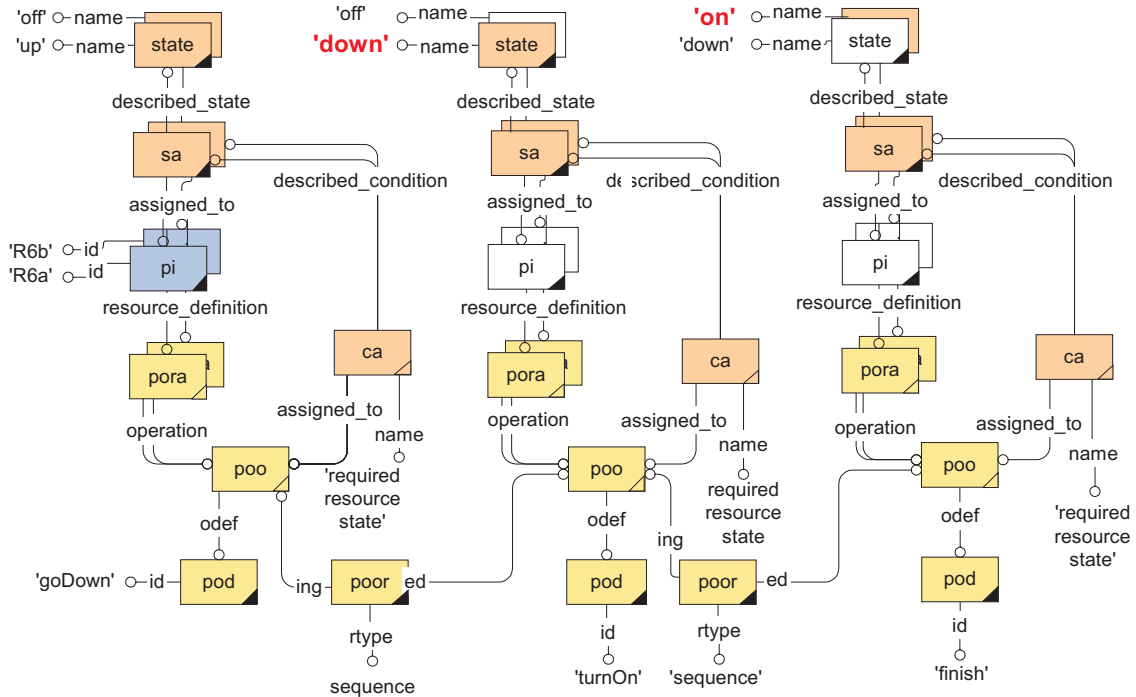 'off' name
'up' name
state
described_state
sa
described_condition
assigned_to
'R6b' id
'R6a' id
pi
resource_definition
pora
ca
operation
assigned_to
name
'required
resource
state'
poo
odef
'goDown' id
pod
ing
poor
ed
rtype
sequence
'off' name
'down' name
state
described_state
sa
described_condition
assigned_to
pi
resource_definition
pora
ca
operation
assigned_to
name
required
resource
state
poo
odef
pod
id
'turnOn'
ing
poor
ed
rtype
'sequence'
'on' name
'down' name
state
described_state
sa
described_condition
assigned_to
pi
resource_definition
pora
ca
operation
assigned_to
name
'required
resource
state'
poo
odef
pod
id
'finish'